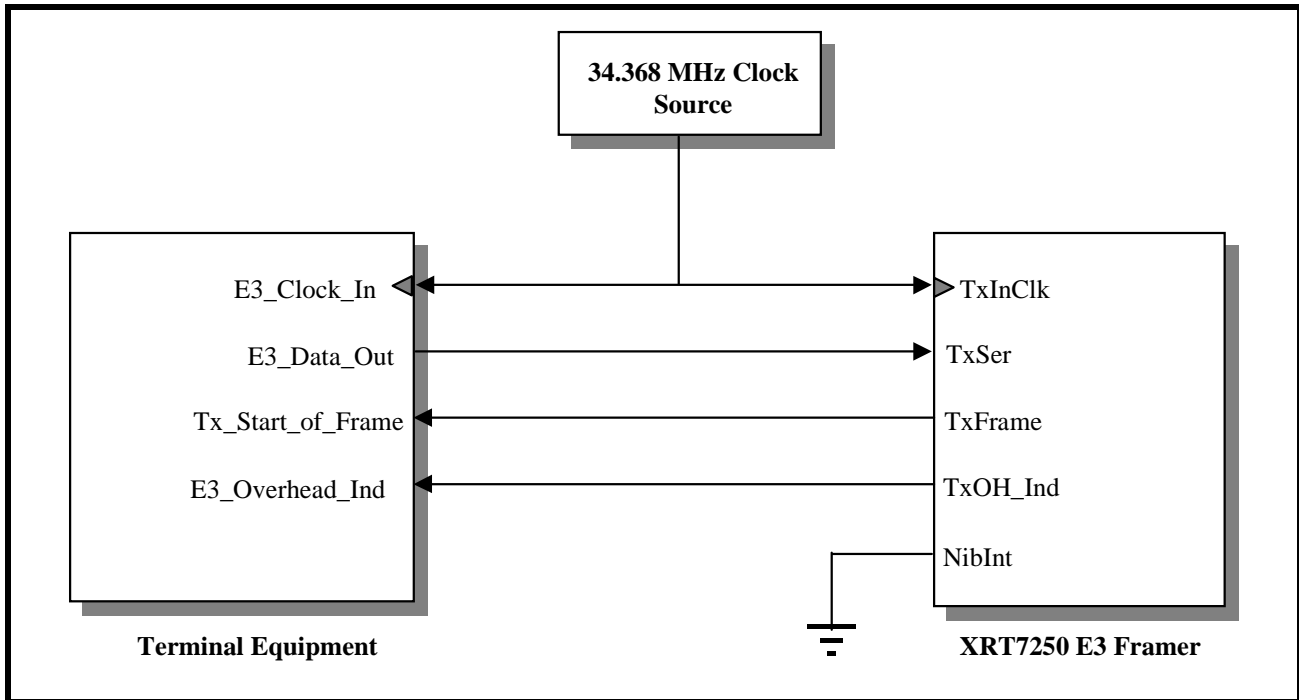 34.368 MHz Clock
Source
E3_Clock_In
TxInClk
E3_Data_Out
TxSer
Tx_Start_of_Frame
TxFrame
E3_Overhead_Ind
TxOH_Ind
NibInt
Terminal Equipment
XRT7250 E3 Framer